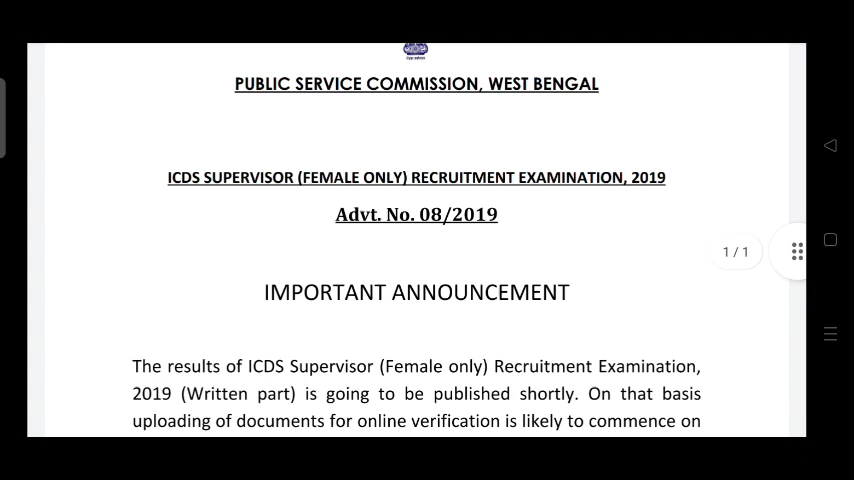 PUBLIC SERVICE COMMISSION, WEST BENGAL
ICDS SUPERVISOR (FEMALE ONLY) RECRUITMENT EXAMINATION, 2019
Advt. No. 08/2019
1 / 1
IMPORTANT ANNOUNCEMENT
The results of ICDS Supervisor (Female only) Recruitment Examination,
2019 (Written part) is going to be published shortly. On that basis
uploading of documents for online verification is likely to commence on